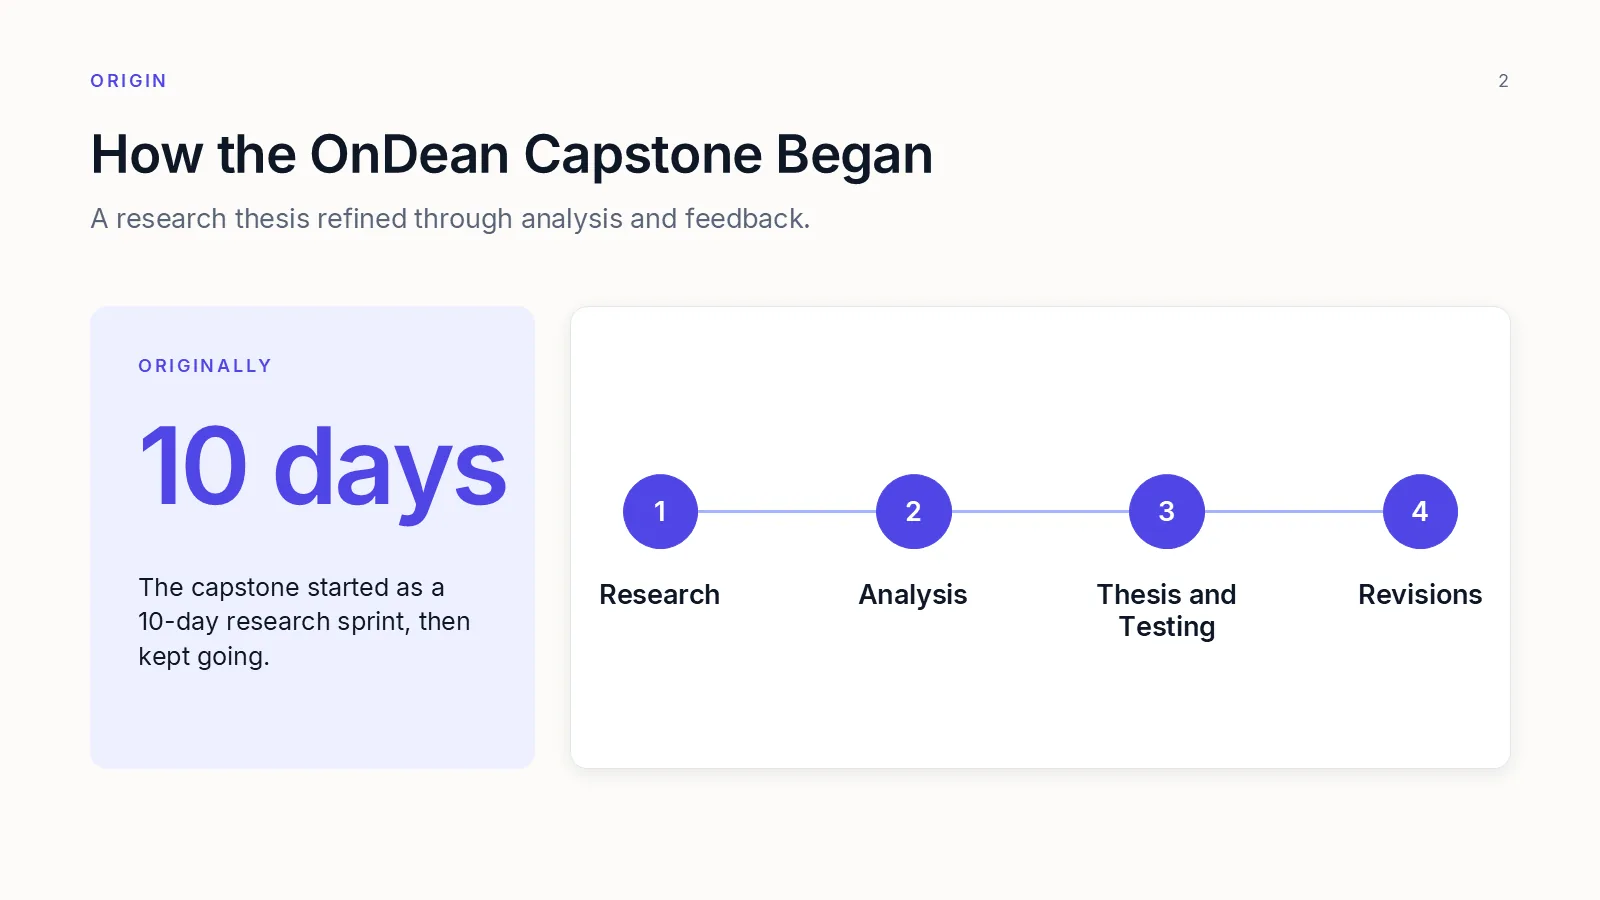 ORIGIN
2
How the OnDean Capstone Began
A research thesis refined through analysis and feedback.
ORIGINALLY
10 days
The capstone started as a
10-day research sprint, then
kept going.
1
2
3
4
Research
Analysis
Thesis and
Testing
Revisions